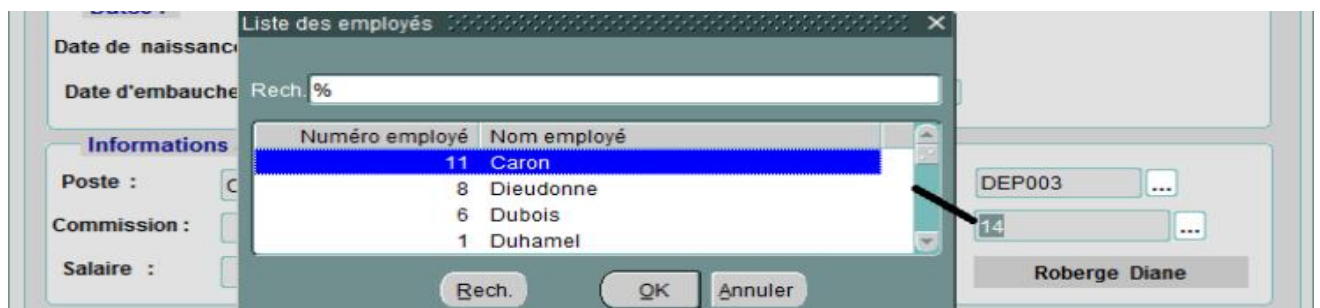 Liste des employés
Date de naissance
Date d'embauche
Rech. %
Numéro employé Nom employé
Informations
11 Caron
Poste :
8 Dieudonne
DEP003 ...
6 Dubois
Commission :
14 ...
1 Duhamel
Salaire :
Rech. OK Annuler
Roberge Diane